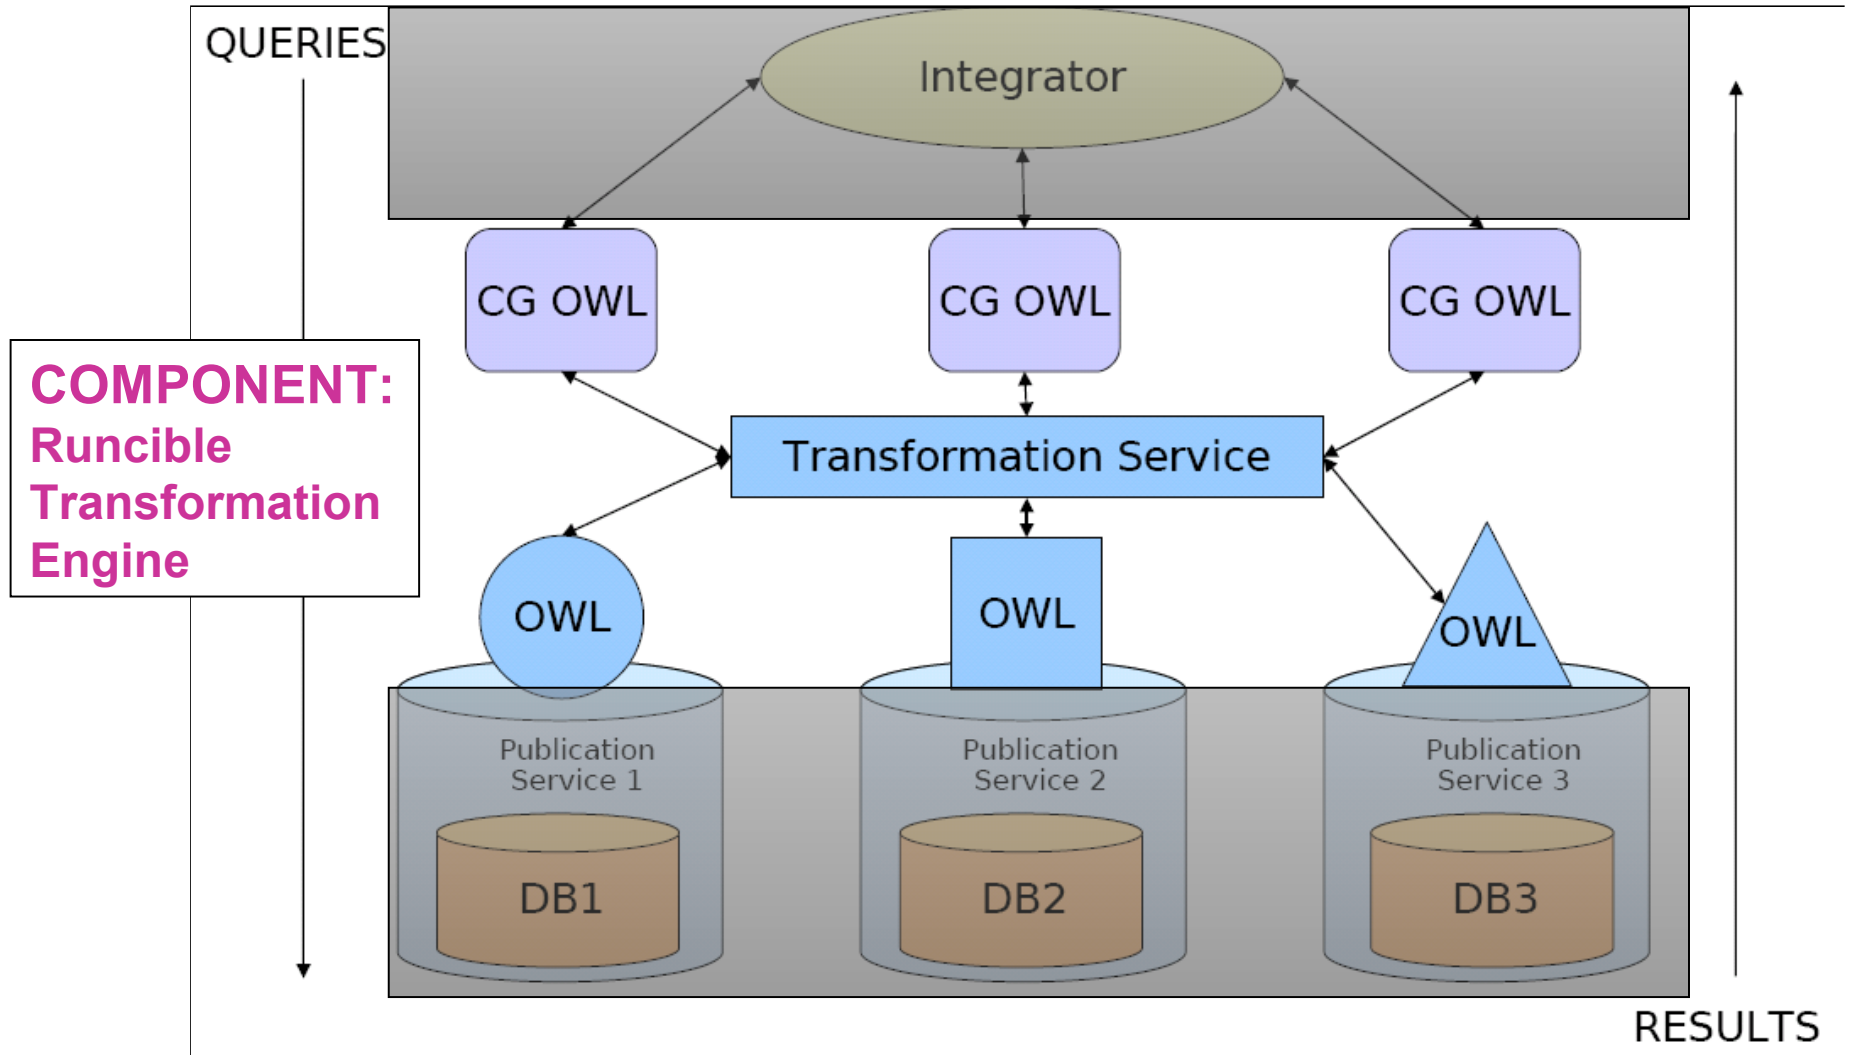 QUERIES
Integrator
CG OWL
CG OWL
CG OWL
COMPONENT:
Runcible
Transformation
Engine
Transformation Service
OWL
OWL
OWL
Publication
Service 1
Publication
Service 2
Publication
Service 3
DB1
DB2
DB3
RESULTS